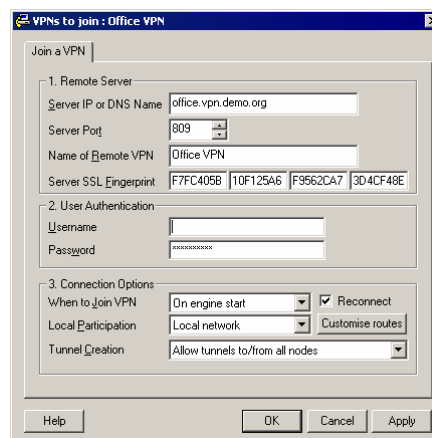 VPNs to join : Office VPN
Join a VPN
1. Remote Server
Server IP or DNS Name office.vpn.demo.org
Server Port 809
Name of Remote VPN Office VPN
Server SSL Fingerprint F7FC405B 10F125A6 F9562CA7 3D4CF48E
2. User Authentication
Username
Password xxxxxxxxxx
3. Connection Options
When to Join VPN On engine start Reconnect
Local Participation Local network Customise routes
Tunnel Creation Allow tunnels to/from all nodes
Help OK Cancel Apply